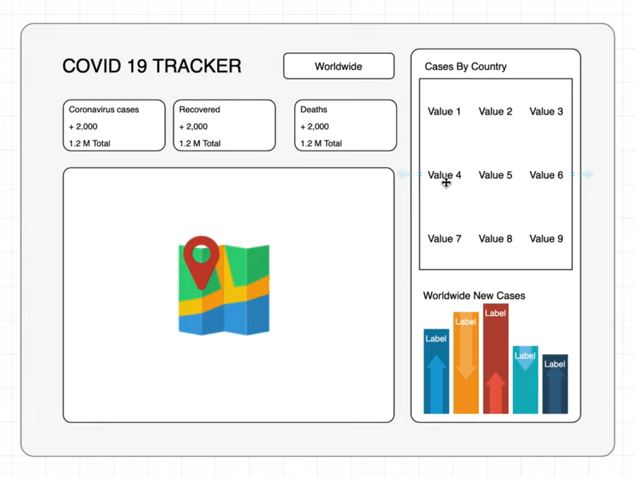 COVID 19 TRACKER
Worldwide
Coronavirus cases
+ 2,000
1.2 M Total
Recovered
+ 2,000
1.2 M Total
Deaths
+ 2,000
1.2 M Total
Cases By Country
Value 1 Value 2 Value 3
Value 4 Value 5 Value 6
Value 7 Value 8 Value 9
Worldwide New Cases
Label
Label
Label
Label
Label